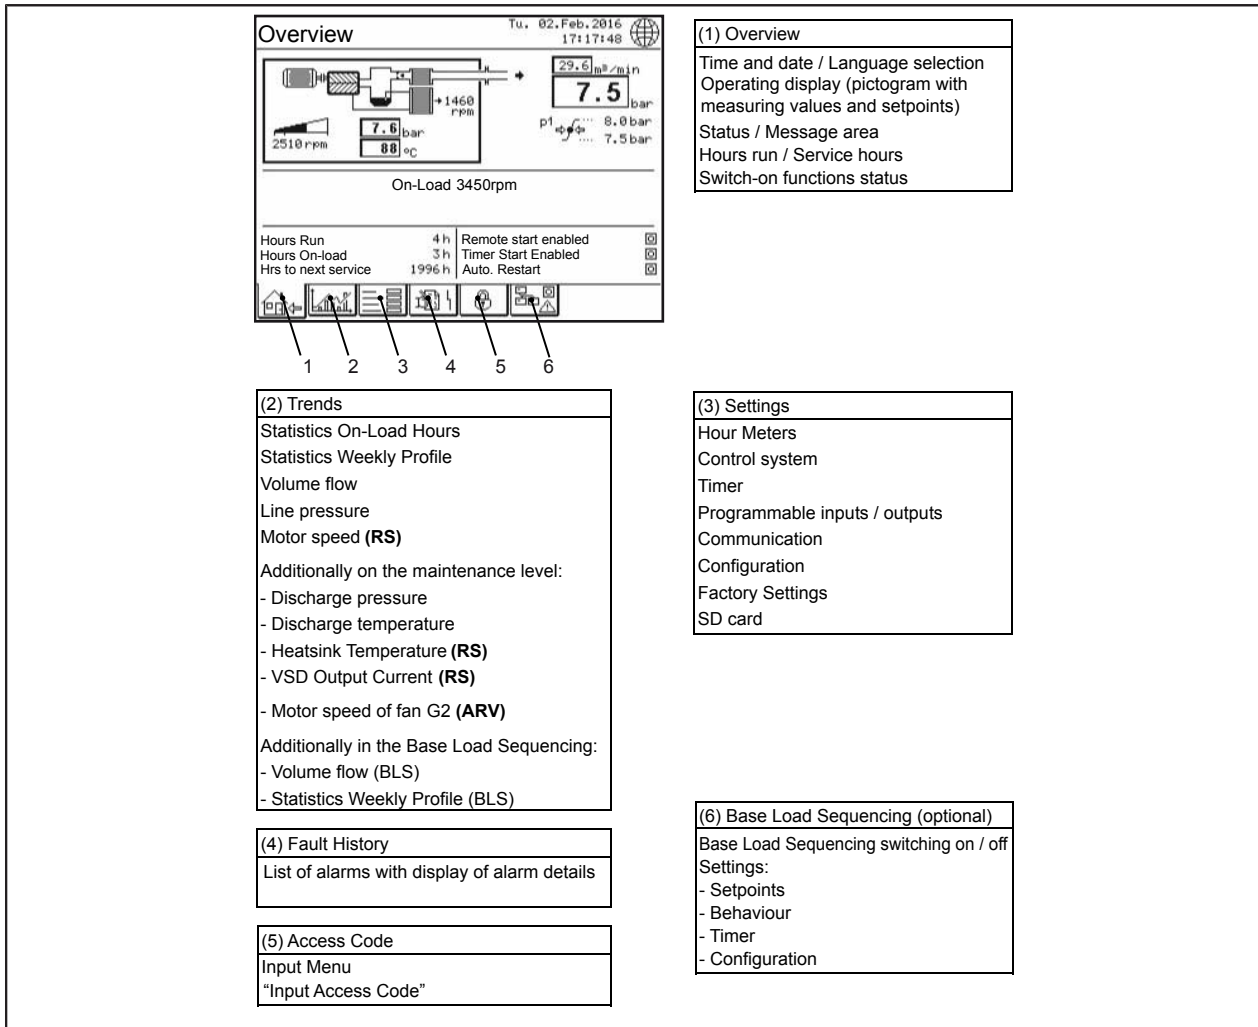 Overview
Tu. 02.Feb.2016
17:17:48
29.6 m³/min
7.5 bar
→1460
rpm
p1
8.0 bar
7.5 bar
7.6 bar
2510 rpm
88 °C
On-Load 3450rpm
Hours Run 4 h
Hours On-load 3 h
Hrs to next service 1996 h
Remote start enabled
Timer Start Enabled
Auto. Restart
1 2 3 4 5 6
(1) Overview
Time and date / Language selection
Operating display (pictogram with
measuring values and setpoints)
Status / Message area
Hours run / Service hours
Switch-on functions status
(2) Trends
Statistics On-Load Hours
Statistics Weekly Profile
Volume flow
Line pressure
Motor speed (RS)
Additionally on the maintenance level:
- Discharge pressure
- Discharge temperature
- Heatsink Temperature (RS)
- VSD Output Current (RS)
- Motor speed of fan G2 (ARV)
Additionally in the Base Load Sequencing:
- Volume flow (BLS)
- Statistics Weekly Profile (BLS)
(3) Settings
Hour Meters
Control system
Timer
Programmable inputs / outputs
Communication
Configuration
Factory Settings
SD card
(4) Fault History
List of alarms with display of alarm details
(5) Access Code
Input Menu
“Input Access Code”
(6) Base Load Sequencing (optional)
Base Load Sequencing switching on / off
Settings:
- Setpoints
- Behaviour
- Timer
- Configuration